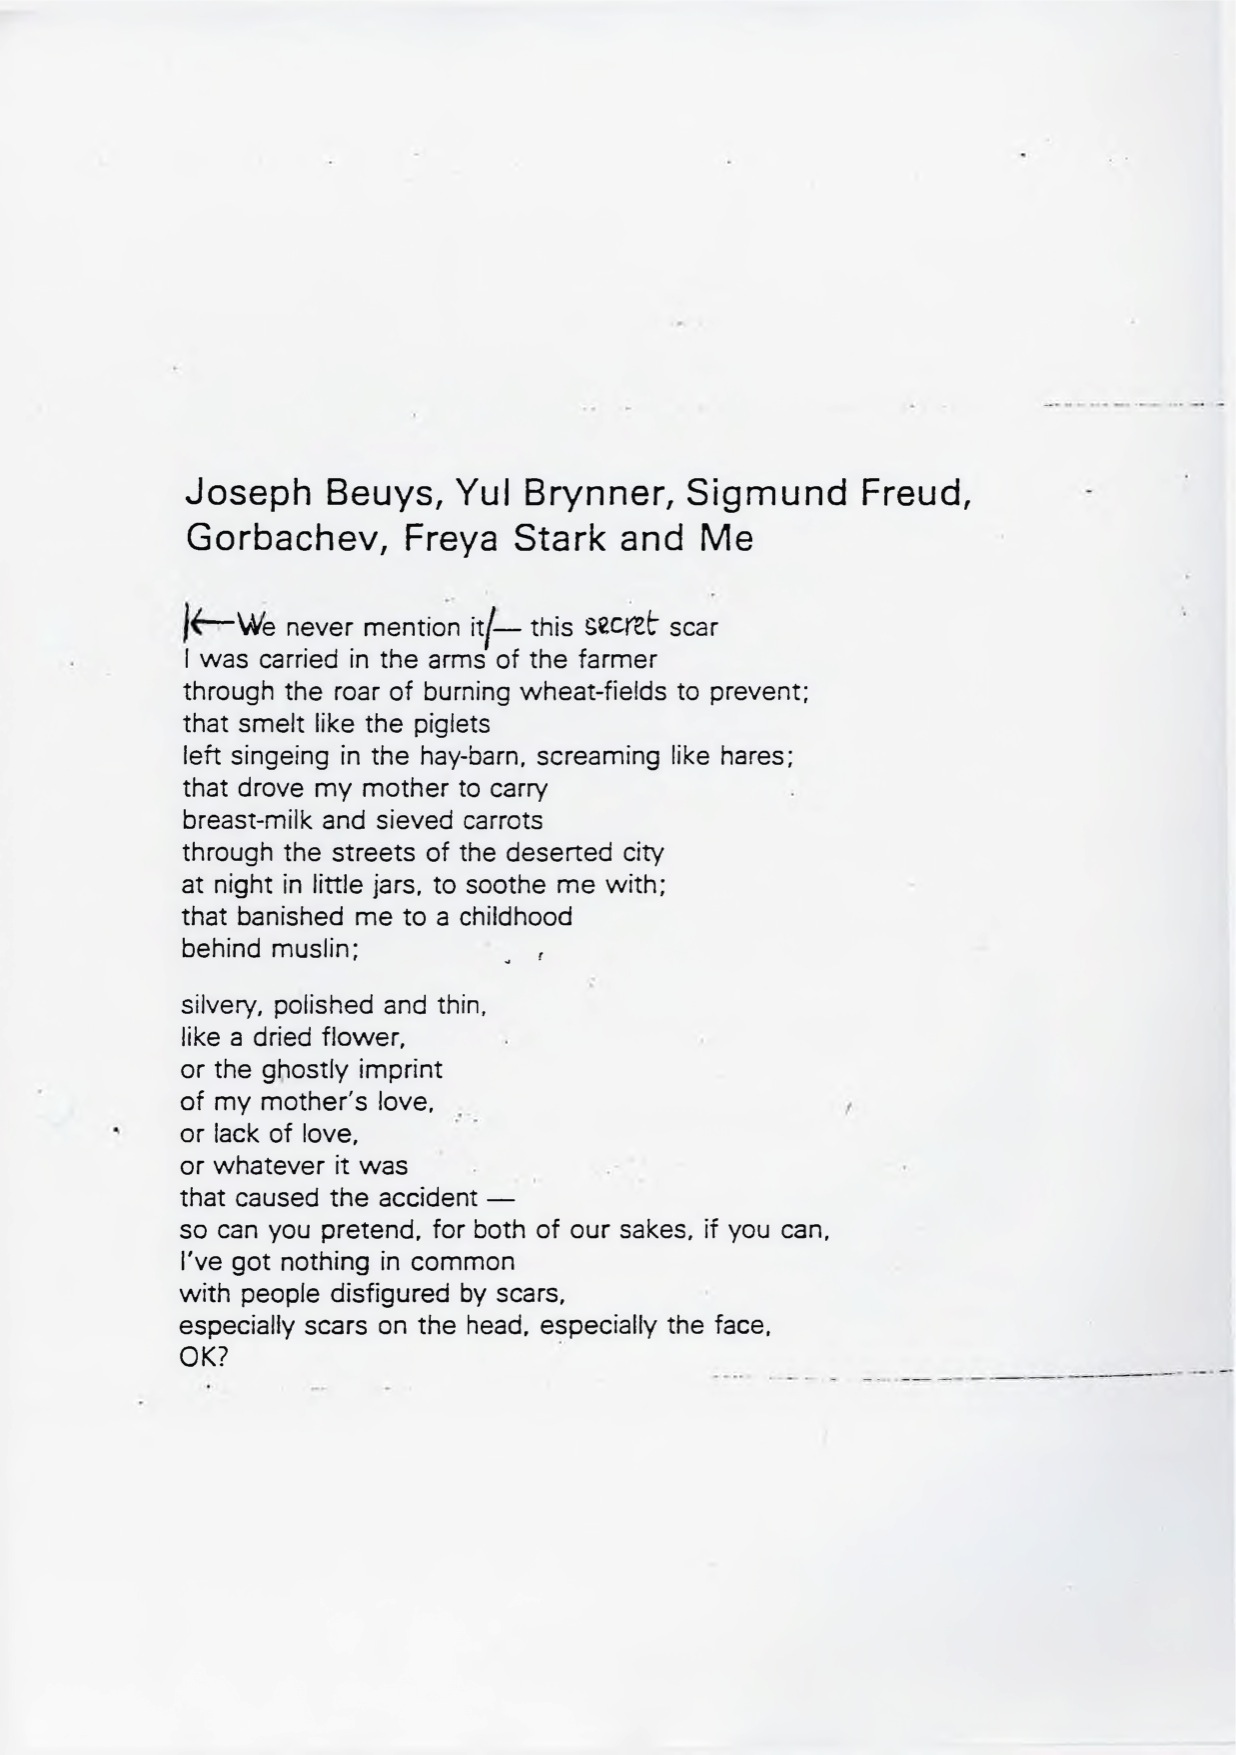 Joseph Beuys, Yul Brynner, Sigmund Freud,
Gorbachev, Freya Stark and Me
We never mention it — this secret scar
I was carried in the arms of the farmer
through the roar of burning wheat-fields to prevent;
that smelt like the piglets
left singeing in the hay-barn, screaming like hares;
that drove my mother to carry
breast-milk and sieved carrots
through the streets of the deserted city
at night in little jars, to soothe me with;
that banished me to a childhood
behind muslin;
silvery, polished and thin,
like a dried flower,
or the ghostly imprint
of my mother's love,
or lack of love,
or whatever it was
that caused the accident —
so can you pretend, for both of our sakes, if you can,
I've got nothing in common
with people disfigured by scars,
especially scars on the head, especially the face,
OK?